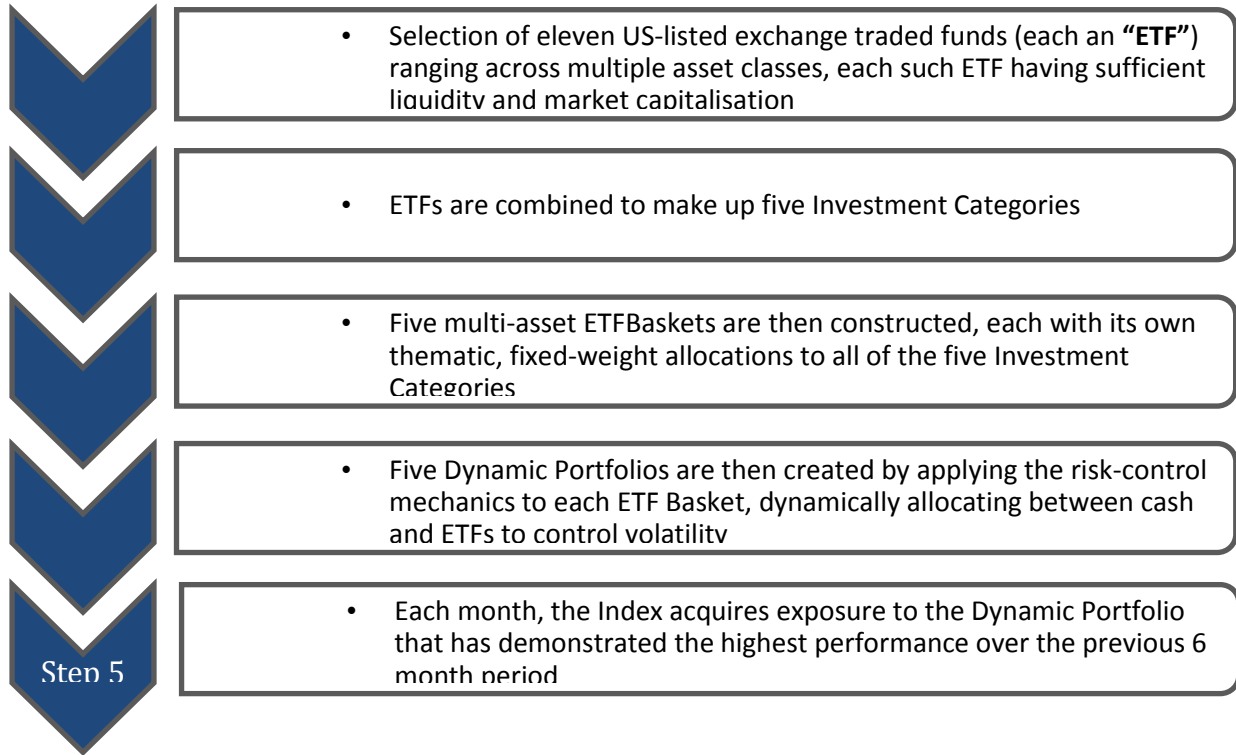 • Selection of eleven US-listed exchange traded funds (each an “ETF”)
ranging across multiple asset classes, each such ETF having sufficient
liquidity and market capitalisation
• ETFs are combined to make up five Investment Categories
• Five multi-asset ETFBaskets are then constructed, each with its own
thematic, fixed-weight allocations to all of the five Investment
Categories
• Five Dynamic Portfolios are then created by applying the risk-control
mechanics to each ETF Basket, dynamically allocating between cash
and ETFs to control volatility
• Each month, the Index acquires exposure to the Dynamic Portfolio
that has demonstrated the highest performance over the previous 6
month period
Step 5